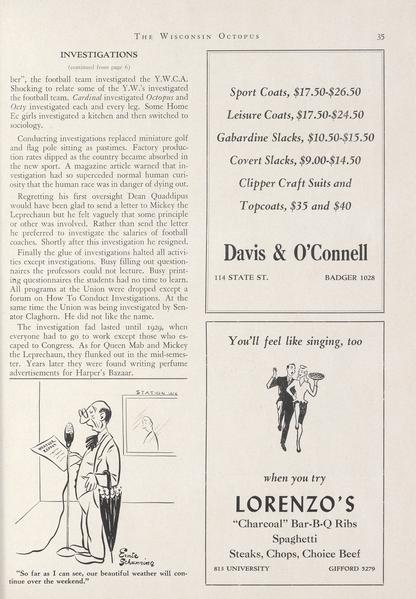 The Wisconsin Octopus
35
INVESTIGATIONS
(continued from page 6)
ber", the football team investigated the Y.W.C.A.
Shocking to relate some of the Y.W.'s investigated
the football team. Cardinal investigated Octopus and
Octy investigated each and every leg. Some Home
Ec girls investigated a kitchen and then switched to
sociology.
Conducting investigations replaced miniature golf
and flag pole sitting as pastimes. Factory produc-
tion rates dipped as the country became absorbed in
the new sport. A magazine article warned that in-
vestigation had so superceded normal human curi-
osity that the human race was in danger of dying out.
Regretting his first oversight Dean Quaddipus
would have been glad to send a letter to Mickey the
Leprechaun but he felt vaguely that some principle
or other was involved. Rather than send the letter
he preferred to investigate the salaries of football
coaches. Shortly after this investigation he resigned.
Finally the glue of investigations halted all activi-
ties except investigations. Busy filling out question-
naires the professors could not lecture. Busy print-
ing questionnaires the students had no time to learn.
All programs at the Union were dropped except a
forum on How To Conduct Investigations. At the
same time the Union was being investigated by Sen-
ator Claghorn. He did not like the name.
The investigation fad lasted until 1929, when
everyone had to go to work except those who es-
caped to Congress. As for Queen Mab and Mickey
the Leprechaun, they flunked out in the mid-semes-
ter. Years later they were found writing perfume
advertisements for Harper's Bazaar.
STATION
WEATHER
REPORT
Ernie
"So far as I can see, our beautiful weather will con-
tinue over the weekend."
Sport Coats, $17.50-$26.50
Leisure Coats, $17.50-$24.50
Gabardine Slacks, $10.50-$15.50
Covert Slacks, $9.00-$14.50
Clipper Craft Suits and
Topcoats, $35 and $40
Davis & O'Connell
114 STATE ST. BADGER 1028
You'll feel like singing, too
when you try
LORENZO'S
"Charcoal" Bar-B-Q Ribs
Spaghetti
Steaks, Chops, Choice Beef
813 UNIVERSITY GIFFORD 5279